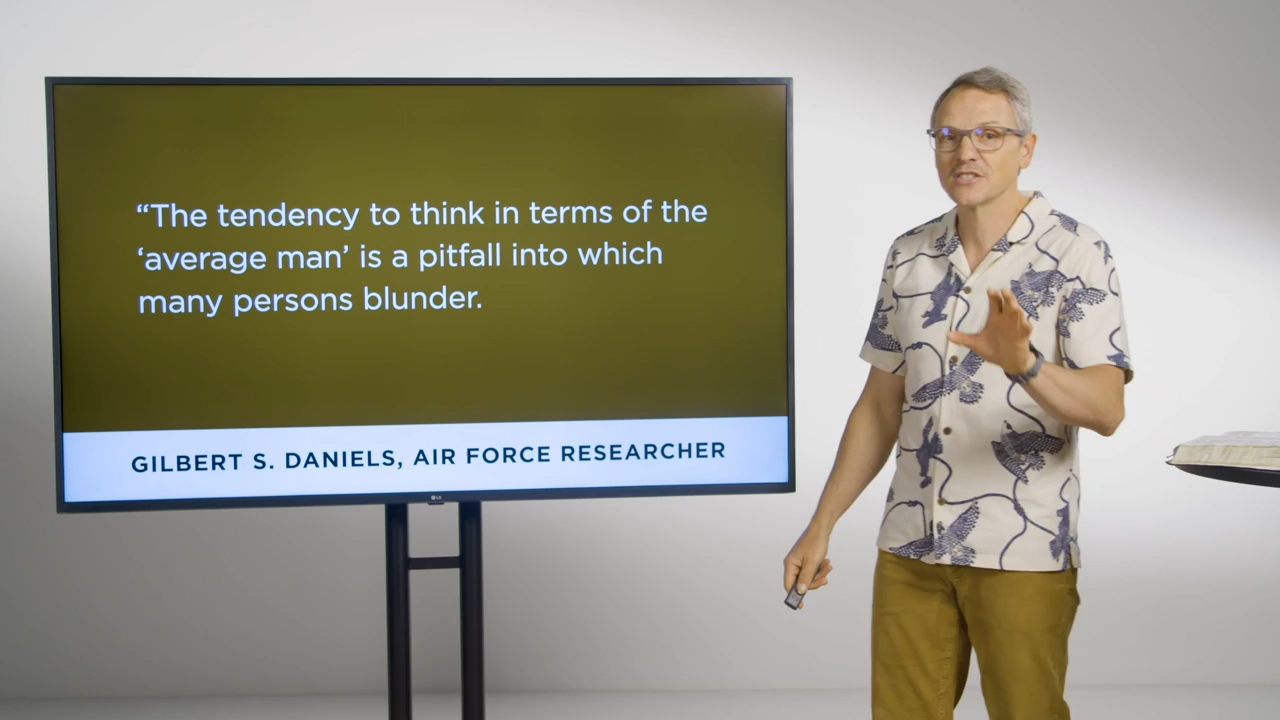 “The tendency to think in terms of the
‘average man’ is a pitfall into which
many persons blunder.
GILBERT S. DANIELS, AIR FORCE RESEARCHER
LG